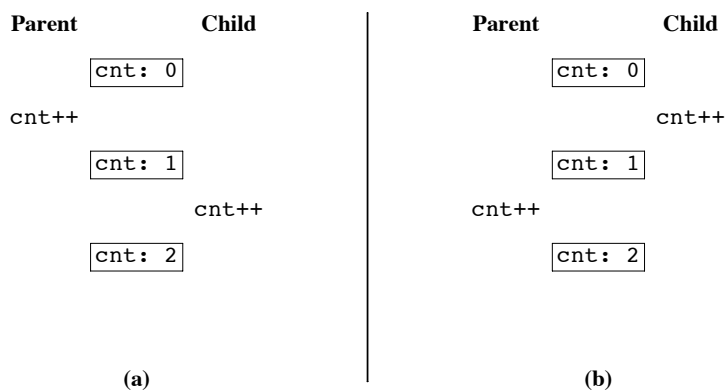 Parent Child
cnt: 0
cnt++
cnt: 1
cnt++
cnt: 2
(a)
Parent Child
cnt: 0
cnt++
cnt: 1
cnt++
cnt: 2
(b)